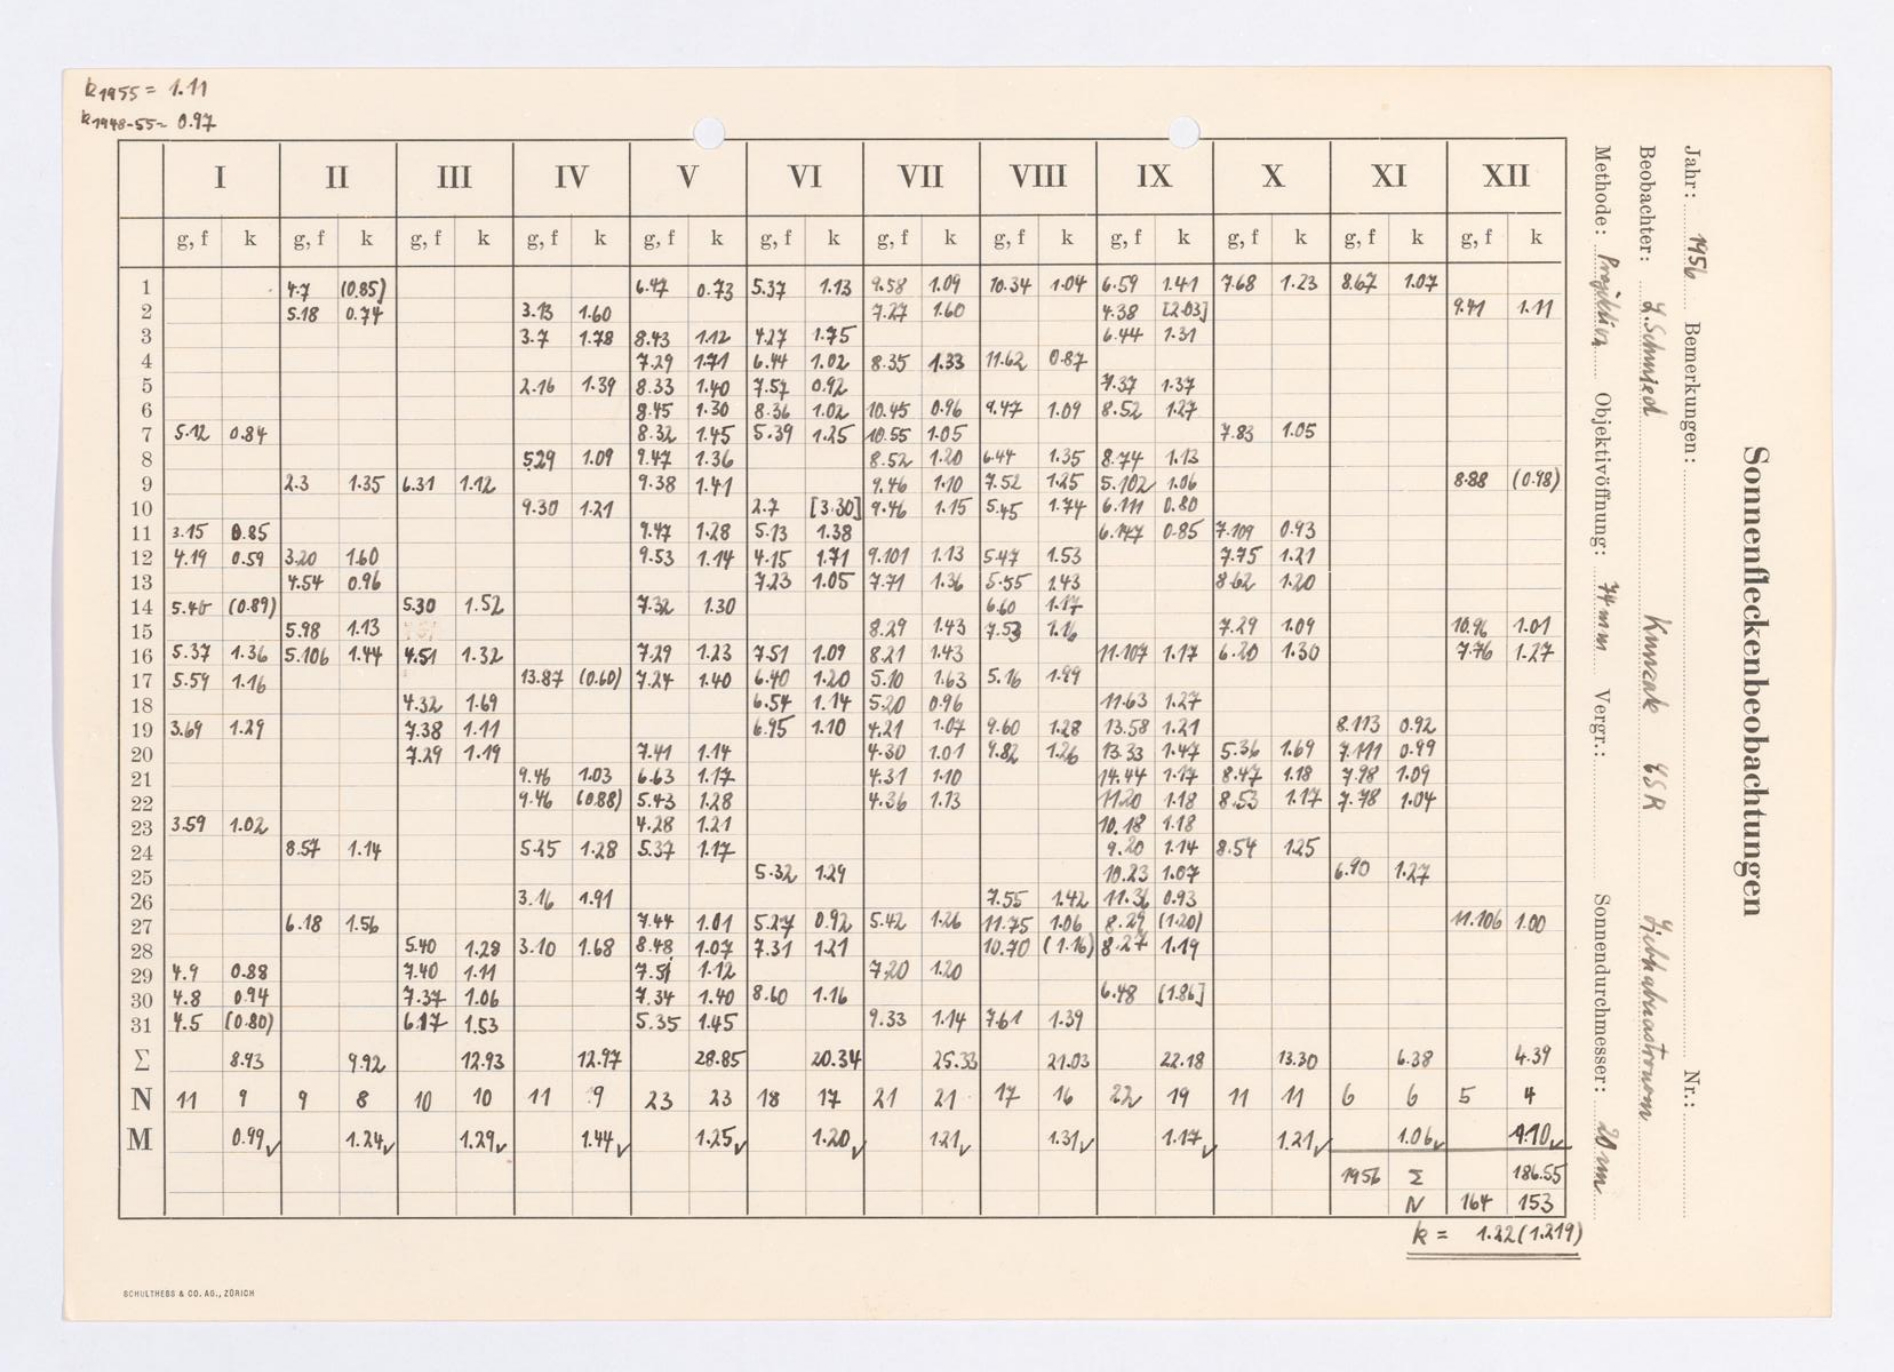 k1955 = 1.11
k1948-55 = 0.97
I II III IV V VI VII VIII IX X XI XII
g, f k g, f k g, f k g, f k g, f k g, f k g, f k g, f k g, f k g, f k g, f k g, f k
1 4.7 (0.85) 6.47 0.73 5.37 1.13 9.58 1.09 10.34 1.04 6.59 1.41 7.68 1.23 8.67 1.07
2 5.18 0.74 3.13 1.60 7.27 1.60 4.38 [2.03] 9.41 1.11
3 3.7 1.78 8.43 1.12 4.27 1.75 6.44 1.31
4 7.29 1.71 6.44 1.02 8.35 1.33 11.62 0.87
5 2.16 1.39 8.33 1.40 7.57 0.92 7.37 1.37
6 8.45 1.30 8.36 1.02 10.45 0.96 9.47 1.09 8.52 1.27
7 5.12 0.84 8.32 1.45 5.39 1.25 10.55 1.05 7.83 1.05
8 5.29 1.09 9.47 1.36 8.52 1.20 6.44 1.35 8.74 1.13
9 2.3 1.35 6.31 1.12 9.38 1.41 9.46 1.10 7.52 1.25 5.102 1.06 8.88 (0.98)
10 9.30 1.21 2.7 [3.30] 9.46 1.15 5.45 1.74 6.111 0.80
11 3.15 0.85 9.47 1.28 5.13 1.38 6.147 0.85 7.109 0.93
12 4.19 0.59 3.20 1.60 9.53 1.14 4.15 1.71 9.101 1.13 5.47 1.53 7.75 1.21
13 4.54 0.96 7.23 1.05 7.71 1.36 5.55 1.43 8.62 1.20
14 5.40 (0.89) 5.30 1.52 7.32 1.30 6.60 1.17
15 5.98 1.13 8.29 1.43 7.53 1.16 7.29 1.09 10.96 1.01
16 5.37 1.36 5.106 1.44 4.51 1.32 7.29 1.23 7.51 1.09 8.21 1.43 11.107 1.17 6.20 1.30 7.76 1.27
17 5.59 1.16 13.87 (0.60) 7.24 1.40 6.40 1.20 5.10 1.63 5.16 1.99
18 4.32 1.69 6.54 1.14 5.20 0.96 11.63 1.27
19 3.69 1.29 7.38 1.11 6.95 1.10 4.21 1.07 9.60 1.28 13.58 1.21 8.113 0.92
20 7.29 1.19 7.41 1.14 4.30 1.01 9.82 1.26 13.33 1.47 5.36 1.69 7.111 0.99
21 9.46 1.03 6.63 1.17 4.31 1.10 14.44 1.17 8.47 1.18 7.98 1.09
22 9.46 (0.88) 5.43 1.28 4.36 1.13 11.20 1.18 8.53 1.17 7.78 1.04
23 3.59 1.02 4.28 1.21 10.18 1.18
24 8.57 1.14 5.25 1.28 5.37 1.17 9.20 1.14 8.54 1.25
25 5.32 1.29 10.23 1.07 6.90 1.27
26 3.16 1.91 7.55 1.42 11.36 0.93
27 6.18 1.56 7.44 1.01 5.27 0.92 5.42 1.26 11.75 1.06 8.29 (1.20) 11.106 1.00
28 5.40 1.28 3.10 1.68 8.48 1.07 7.31 1.21 10.70 (1.16) 8.27 1.19
29 4.9 0.88 7.40 1.11 7.51 1.12 7.20 1.20
30 4.8 0.94 7.37 1.06 7.34 1.40 8.60 1.16 6.48 [1.86]
31 4.5 (0.80) 6.17 1.53 5.35 1.45 9.33 1.14 7.61 1.39
Σ 8.93 9.92 12.93 12.97 28.85 20.34 25.33 21.03 22.18 13.30 6.38 4.39
N 11 9 9 8 10 10 11 9 23 23 18 17 21 21 17 16 22 19 11 11 6 6 5 4
M 0.99✓ 1.24✓ 1.29✓ 1.44✓ 1.25✓ 1.20✓ 1.21✓ 1.31✓ 1.17✓ 1.21✓ 1.06✓ 1.10✓
1956 Σ 186.55
N 164 153
k = 1.22 (1.219)
SCHULTHESS & CO. AG., ZÜRICH
Sonnenfleckenbeobachtungen
Jahr: 1956 Bemerkungen: Nr.:
Beobachter: L. Schmied Kunzak ČSR
Methode: Projektion Objektivöffnung: 74 mm Vergr.: Sonnendurchmesser: 20 cm